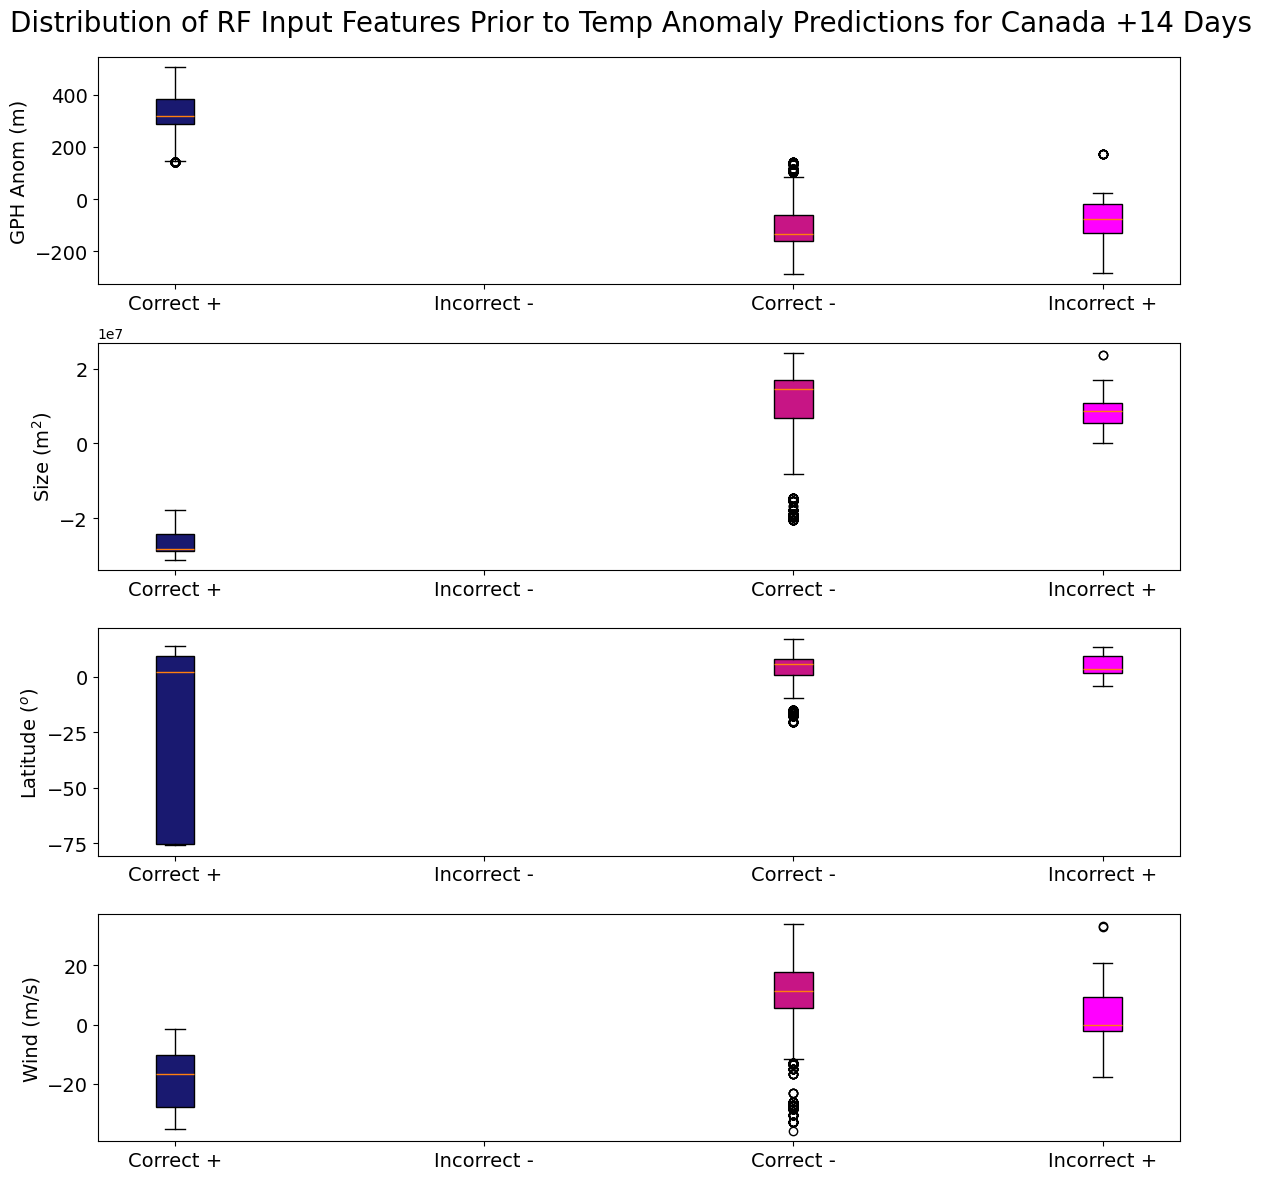 Distribution of RF Input Features Prior to Temp Anomaly Predictions for Canada +14 Days
GPH Anom (m)
400
200
0
−200
Correct +
Incorrect -
Correct -
Incorrect +
1e7
Size (m²)
2
0
−2
Correct +
Incorrect -
Correct -
Incorrect +
Latitude (ᵒ)
0
−25
−50
−75
Correct +
Incorrect -
Correct -
Incorrect +
Wind (m/s)
20
0
−20
Correct +
Incorrect -
Correct -
Incorrect +